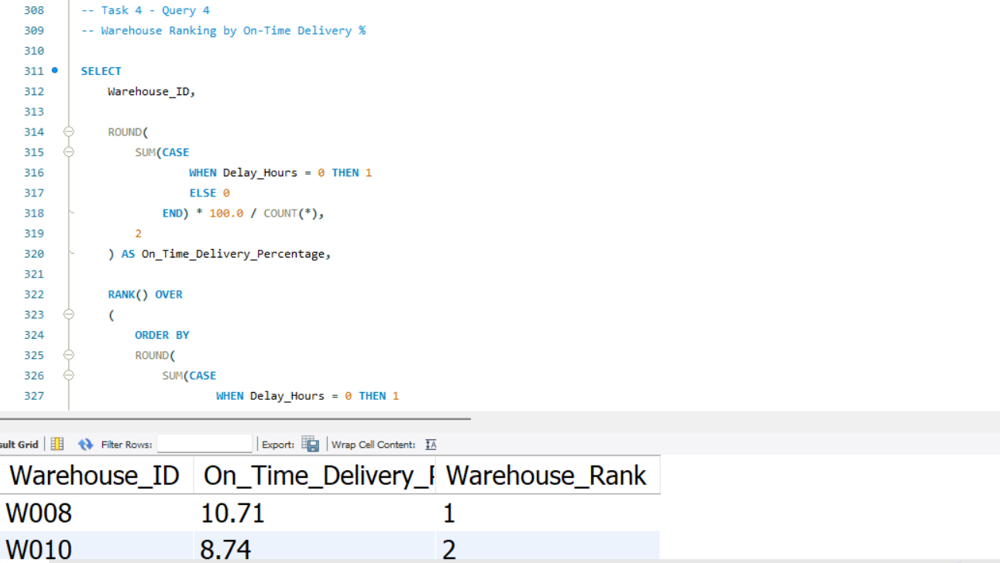 308 -- Task 4 - Query 4
309 -- Warehouse Ranking by On-Time Delivery %
310
311 SELECT
312 Warehouse_ID,
313
314 ROUND(
315 SUM(CASE
316 WHEN Delay_Hours = 0 THEN 1
317 ELSE 0
318 END) * 100.0 / COUNT(*),
319 2
320 ) AS On_Time_Delivery_Percentage,
321
322 RANK() OVER
323 (
324 ORDER BY
325 ROUND(
326 SUM(CASE
327 WHEN Delay_Hours = 0 THEN 1
sult Grid Filter Rows: Export: Wrap Cell Content: IA
Warehouse_ID On_Time_Delivery_P Warehouse_Rank
W008 10.71 1
W010 8.74 2